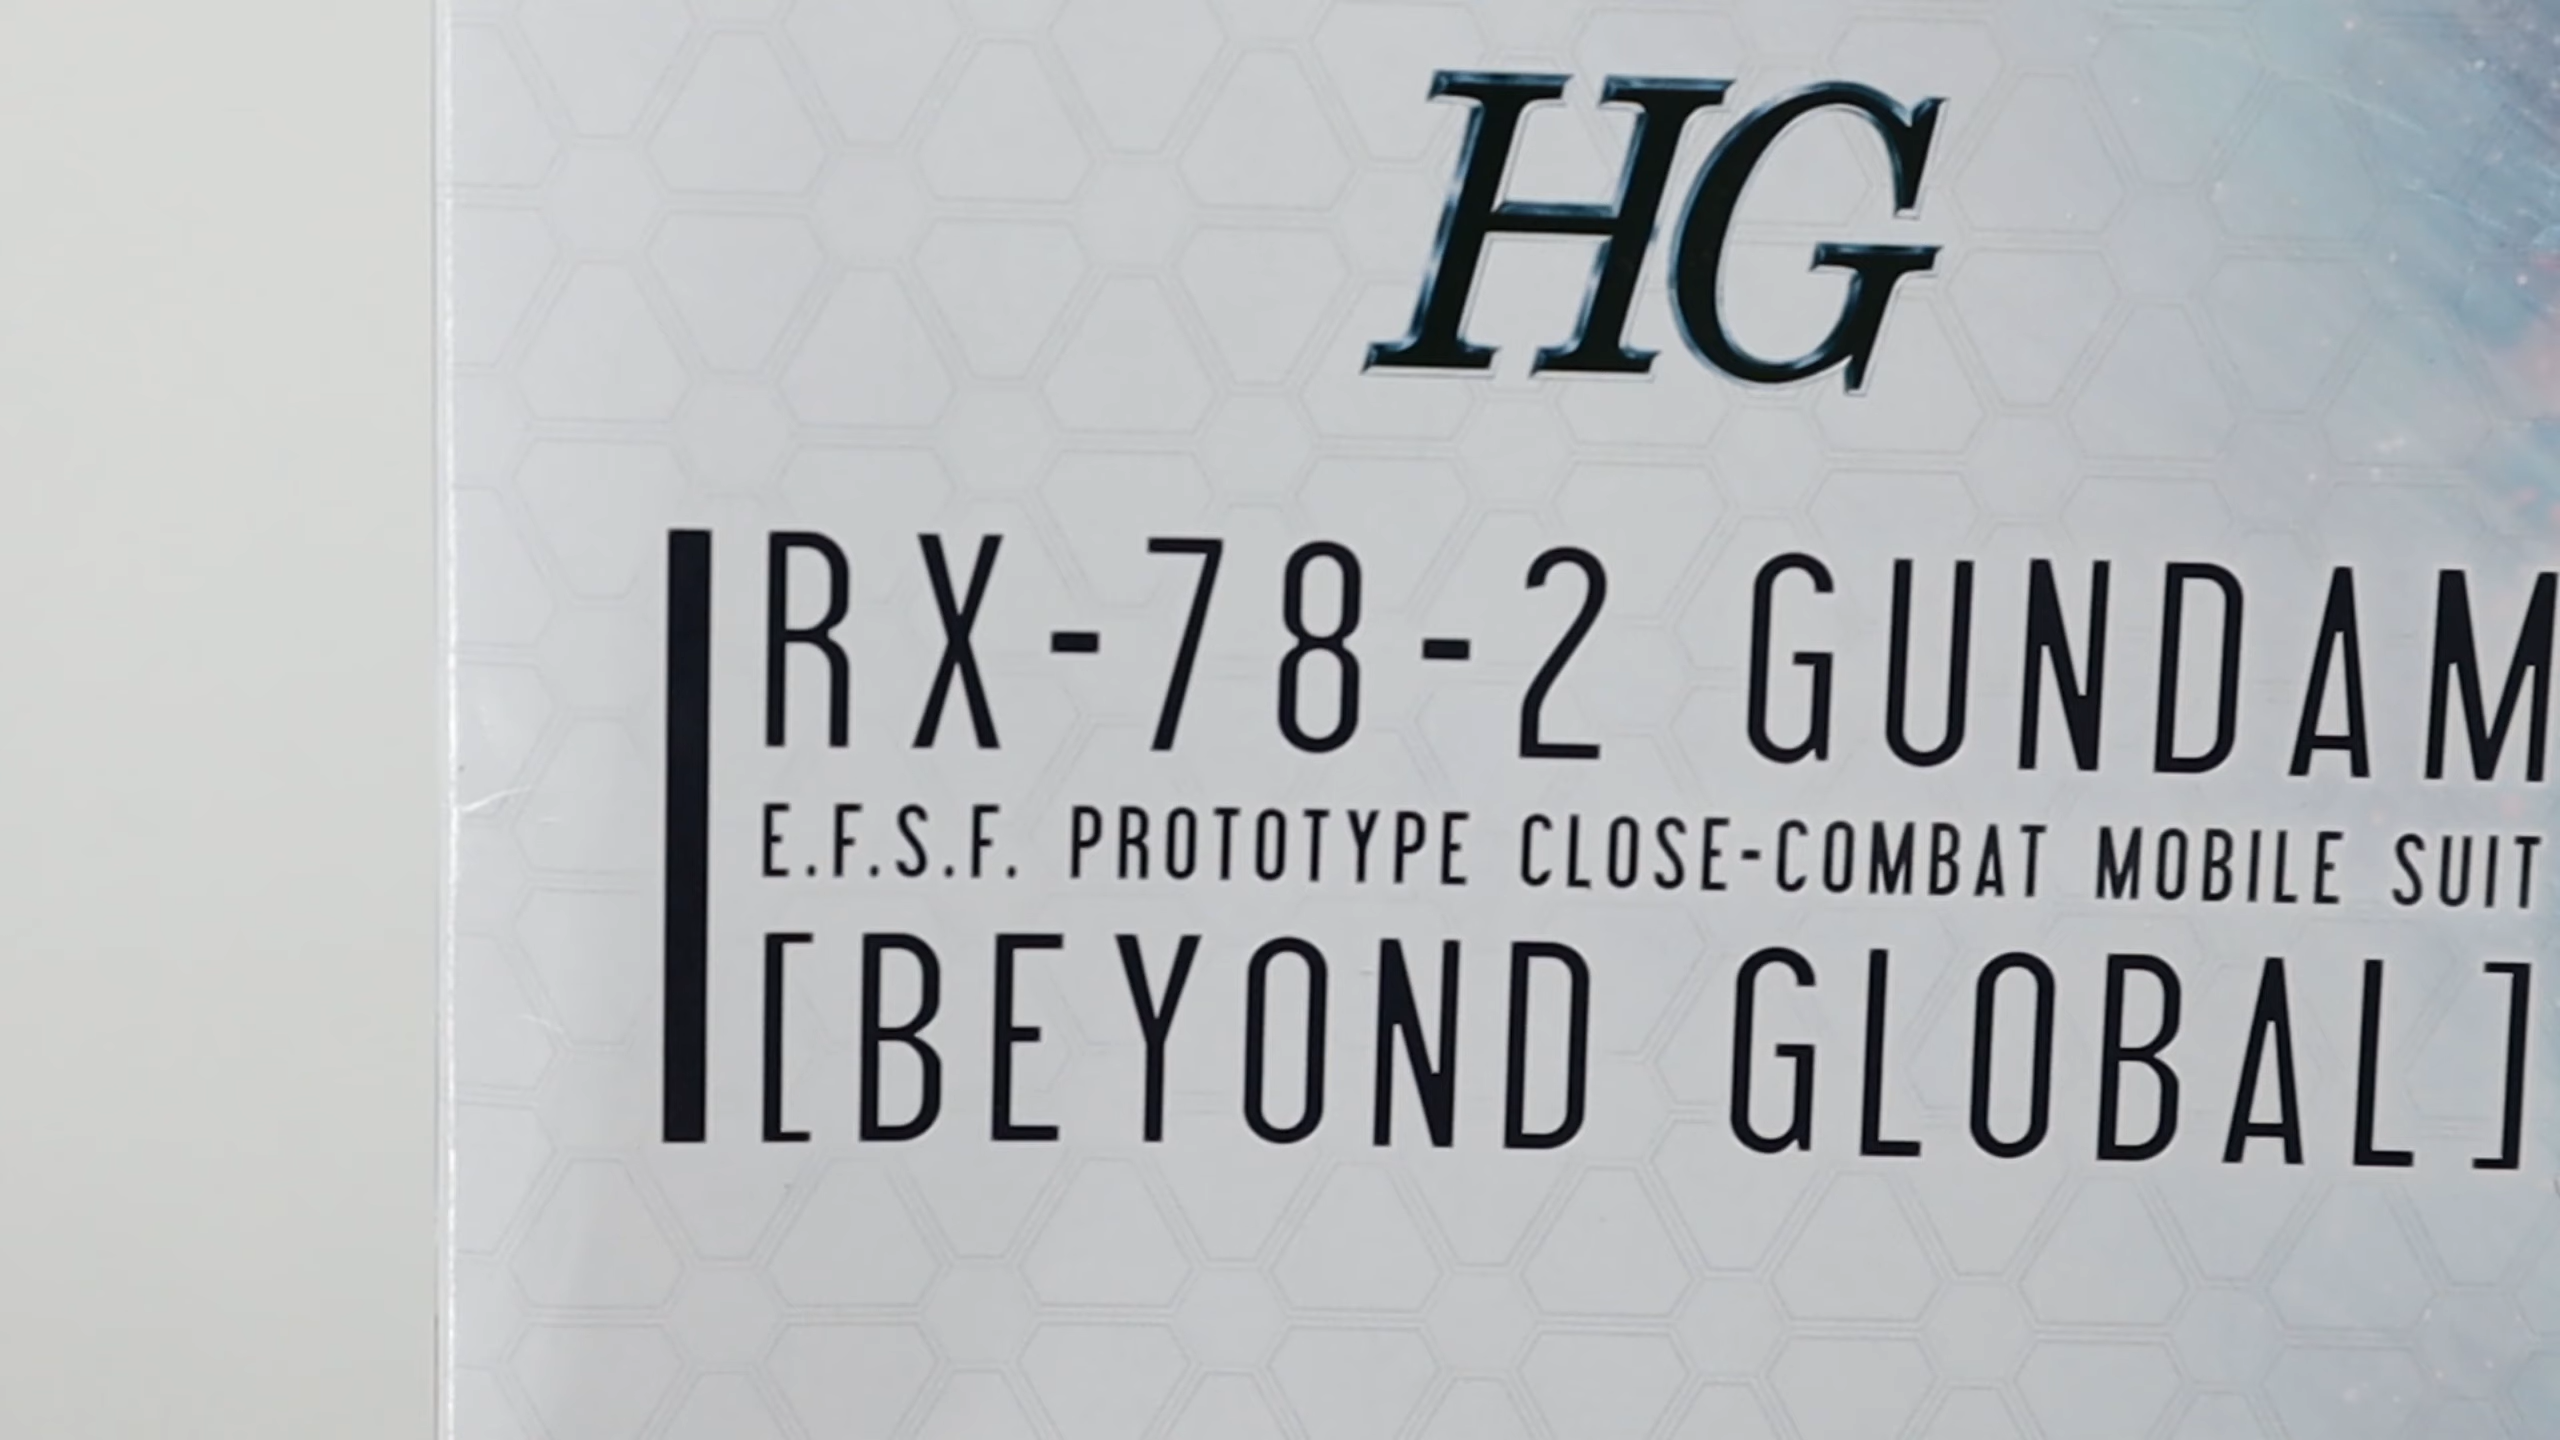 HG
RX-78-2 GUNDAM
E.F.S.F. PROTOTYPE CLOSE-COMBAT MOBILE SUIT
[BEYOND GLOBAL]